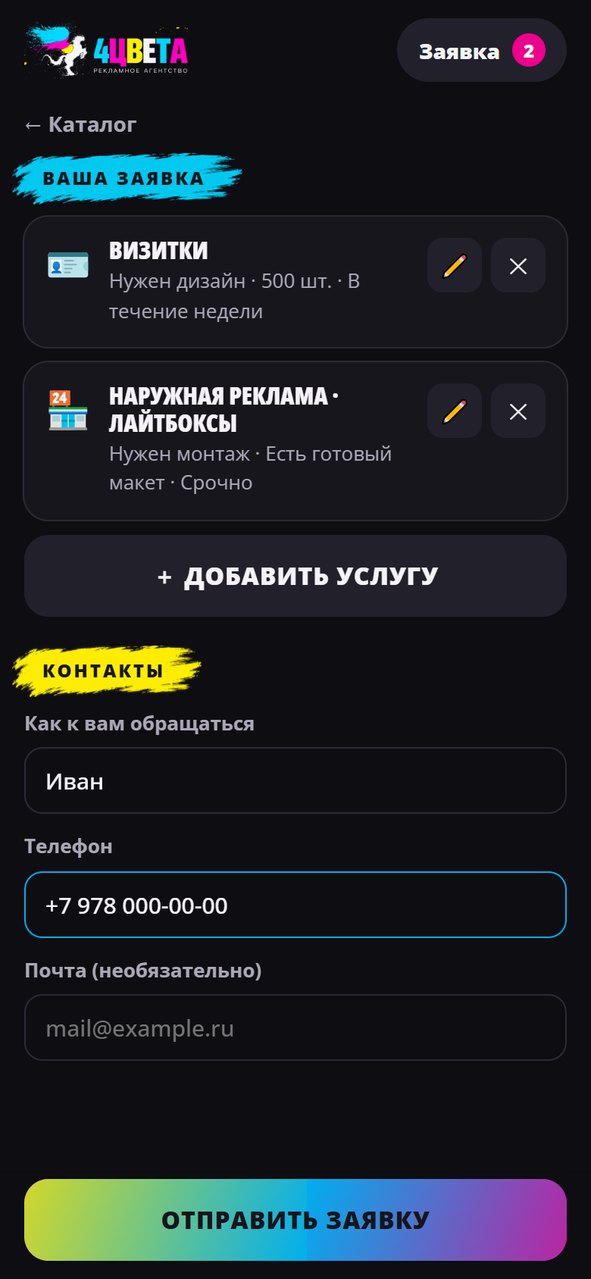 4ЦВЕТА
РЕКЛАМНОЕ АГЕНТСТВО
Заявка 2
← Каталог
ВАША ЗАЯВКА
ВИЗИТКИ
Нужен дизайн · 500 шт. · В
течение недели
24
НАРУЖНАЯ РЕКЛАМА ·
ЛАЙТБОКСЫ
Нужен монтаж · Есть готовый
макет · Срочно
+ ДОБАВИТЬ УСЛУГУ
КОНТАКТЫ
Как к вам обращаться
Иван
Телефон
+7 978 000-00-00
Почта (необязательно)
mail@example.ru
ОТПРАВИТЬ ЗАЯВКУ